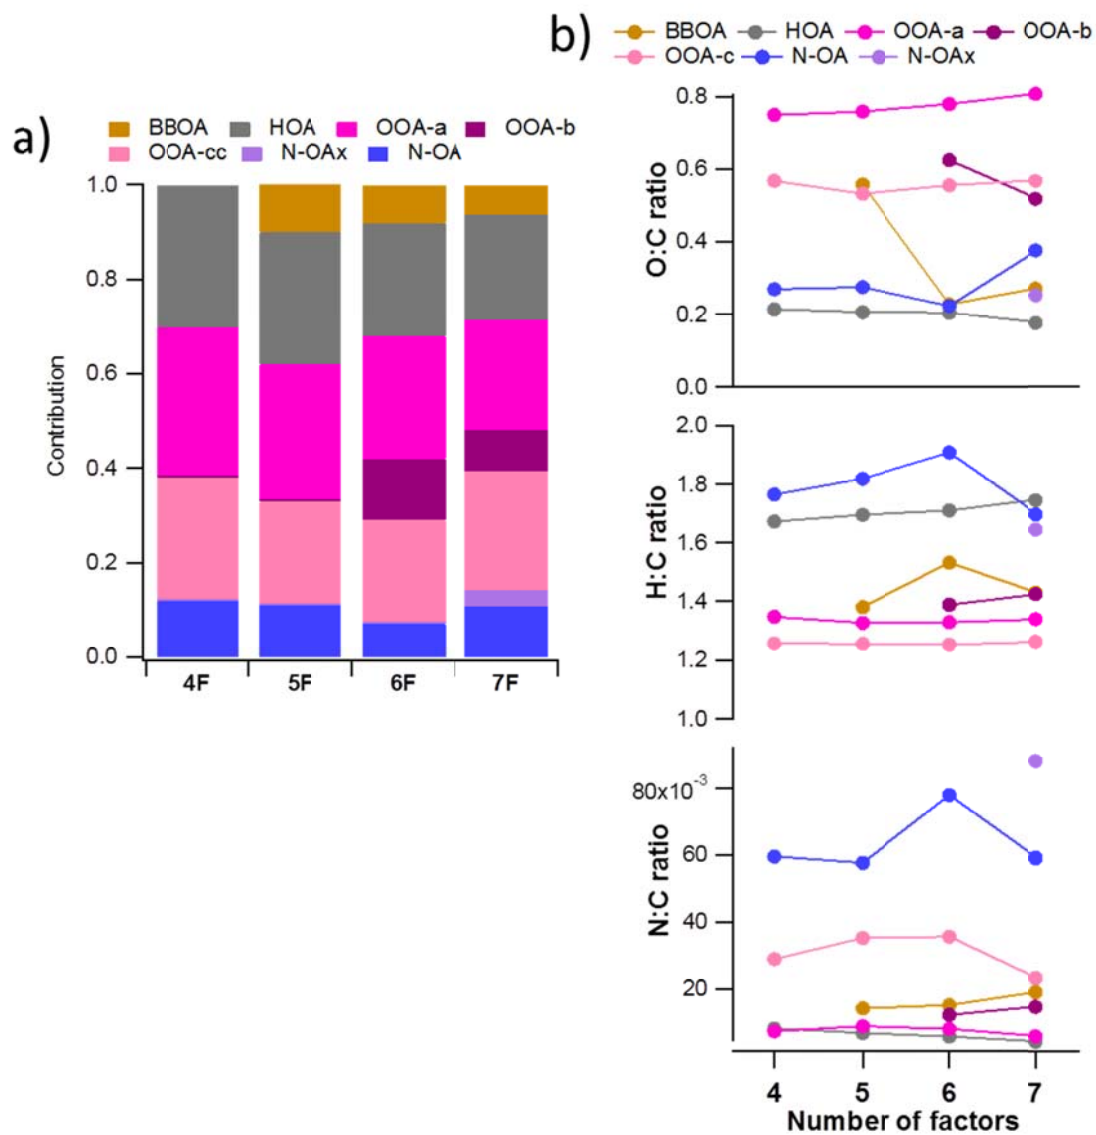 a)
BBOA HOA OOA-a OOA-b
OOA-cc N-OAx N-OA
Contribution
1.0
0.8
0.6
0.4
0.2
0.0
4F 5F 6F 7F
b)
BBOA HOA OOA-a OOA-b
OOA-c N-OA N-OAx
O:C ratio
0.8
0.6
0.4
0.2
0.0
H:C ratio
2.0
1.8
1.6
1.4
1.2
1.0
N:C ratio
80x10⁻³
60
40
20
4 5 6 7
Number of factors